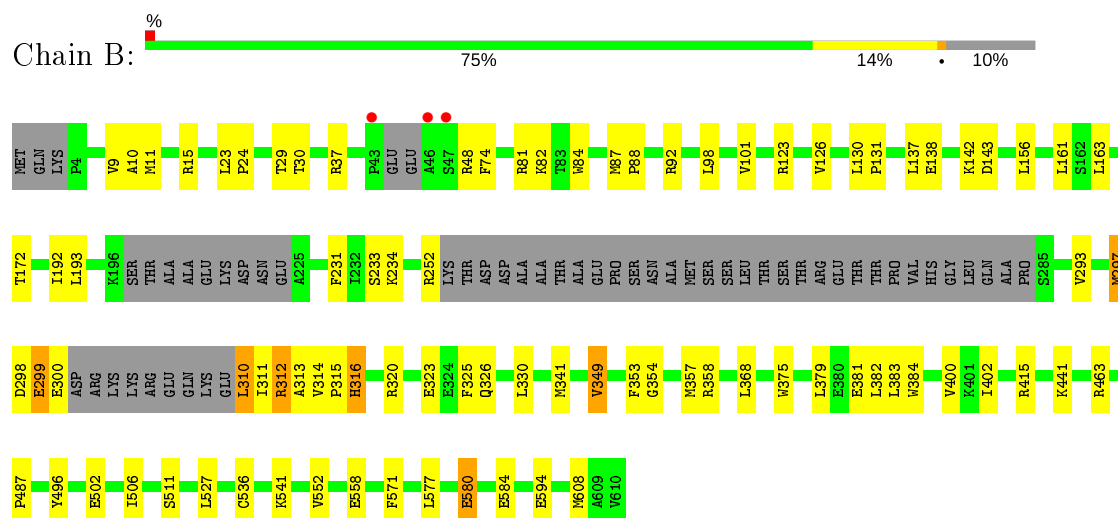 %
Chain B:
75% 14% • 10%
MET GLN LYS P4 V9 A10 M11 R15 L23 P24 T29 T30 R37 P43 GLU GLU A46 S47 R48 F74 R81 K82 T83 W84 M87 P88 R92 L98 V101 R123 V126 L130 P131 L137 E138 K142 D143 L156 L161 S162 L163
T172 I192 L193 K196 SER THR ALA ALA GLU LYS ASP ASN GLU A225 F231 I232 S233 K234 R252 LYS THR ASP ASP ALA ALA THR ALA GLU PRO SER ASN ALA MET SER SER LEU THR SER THR ARG GLU THR THR PRO VAL HIS GLY LEU GLN ALA PRO S285 V293 M297
D298 E299 E300 ASP ARG LYS LYS ARG GLU GLN LYS GLU L310 I311 R312 A313 V314 P315 H316 R320 E323 E324 F325 Q326 L330 M341 V349 F353 G354 M357 R358 L368 W375 L379 E380 E381 L382 L383 W384 V400 K401 I402 R415 K441 R463
P487 Y496 E502 I506 S511 L527 C536 K541 V552 E558 F571 L577 E580 E584 E594 M608 A609 V610